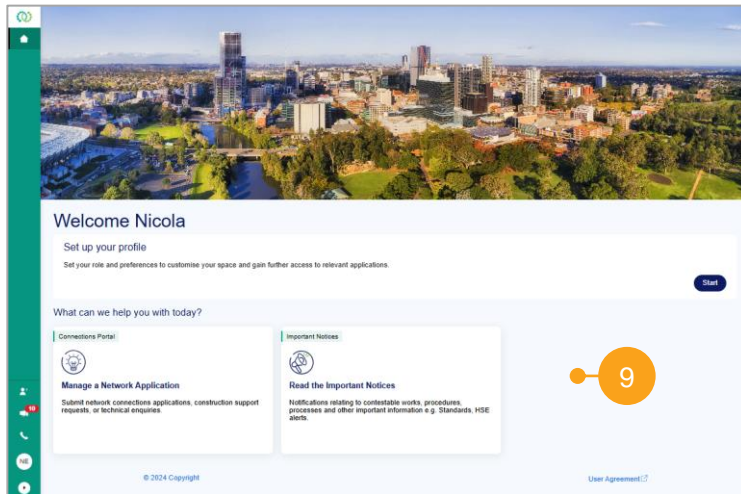 Welcome Nicola
Set up your profile
Set your role and preferences to customise your space and gain further access to relevant applications.
Start
What can we help you with today?
Connections Portal
Manage a Network Application
Submit network connections applications, construction support
requests, or technical enquiries.
Important Notices
Read the Important Notices
Notifications relating to contestable works, procedures,
processes and other important information e.g. Standards, HSE
alerts.
9
10
NE
© 2024 Copyright
User Agreement